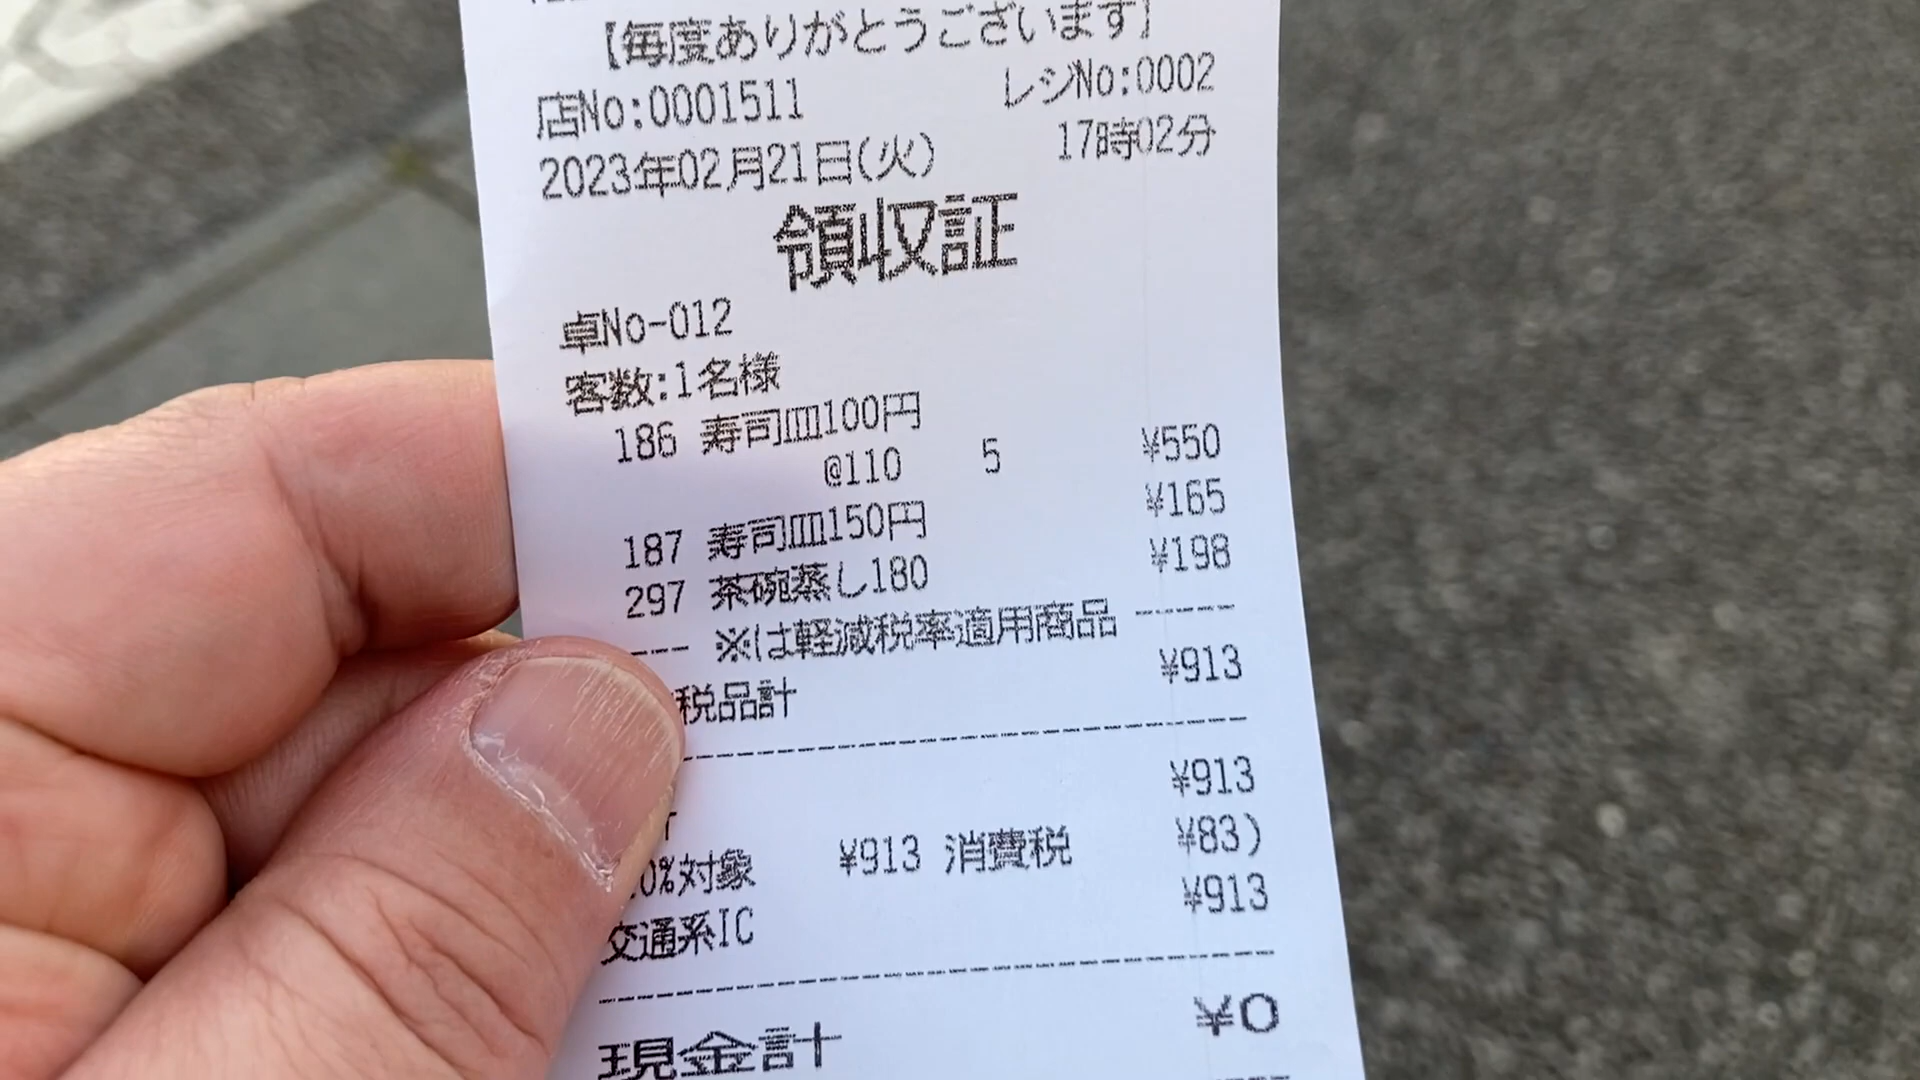 【毎度ありがとうございます】
店No:0001511 レジNo:0002
2023年02月21日(火) 17時02分
領収証
卓No-012
客数:1名様
186 寿司皿100円
@110 5 ¥550
187 寿司皿150円 ¥165
297 茶碗蒸し180 ¥198
--- ※は軽減税率適用商品 ------
税品計 ¥913
¥913
0%対象 ¥913 消費税 ¥83)
交通系IC ¥913
現金計 ¥0